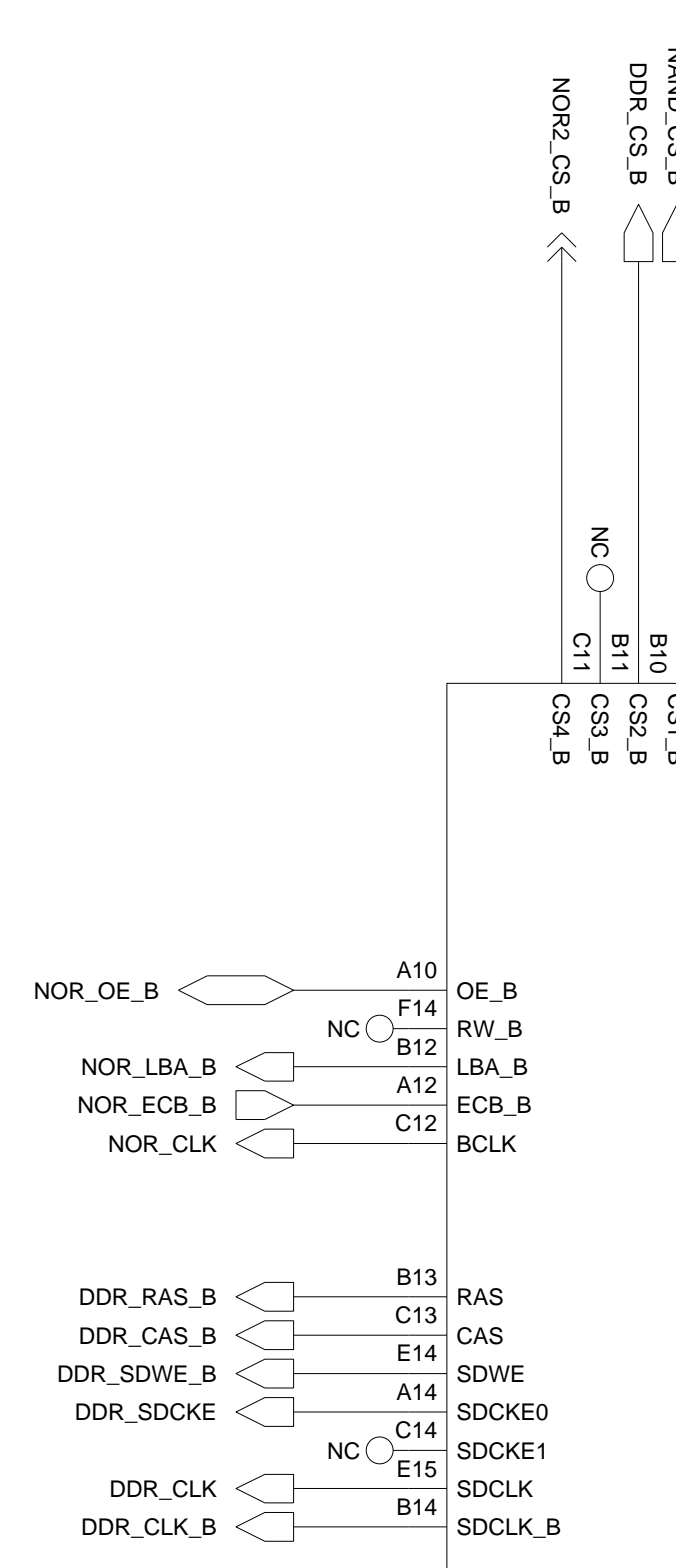 NOR2_CS_B
DDR_CS_B
NAND_CS_B
NC
C11
B11
B10
CS4_B
CS3_B
CS2_B
CS1_B
A10
NOR_OE_B
OE_B
F14
NC
RW_B
B12
NOR_LBA_B
LBA_B
A12
NOR_ECB_B
ECB_B
C12
NOR_CLK
BCLK
B13
DDR_RAS_B
RAS
C13
DDR_CAS_B
CAS
E14
DDR_SDWE_B
SDWE
A14
DDR_SDCKE
SDCKE0
C14
NC
SDCKE1
E15
DDR_CLK
SDCLK
B14
DDR_CLK_B
SDCLK_B